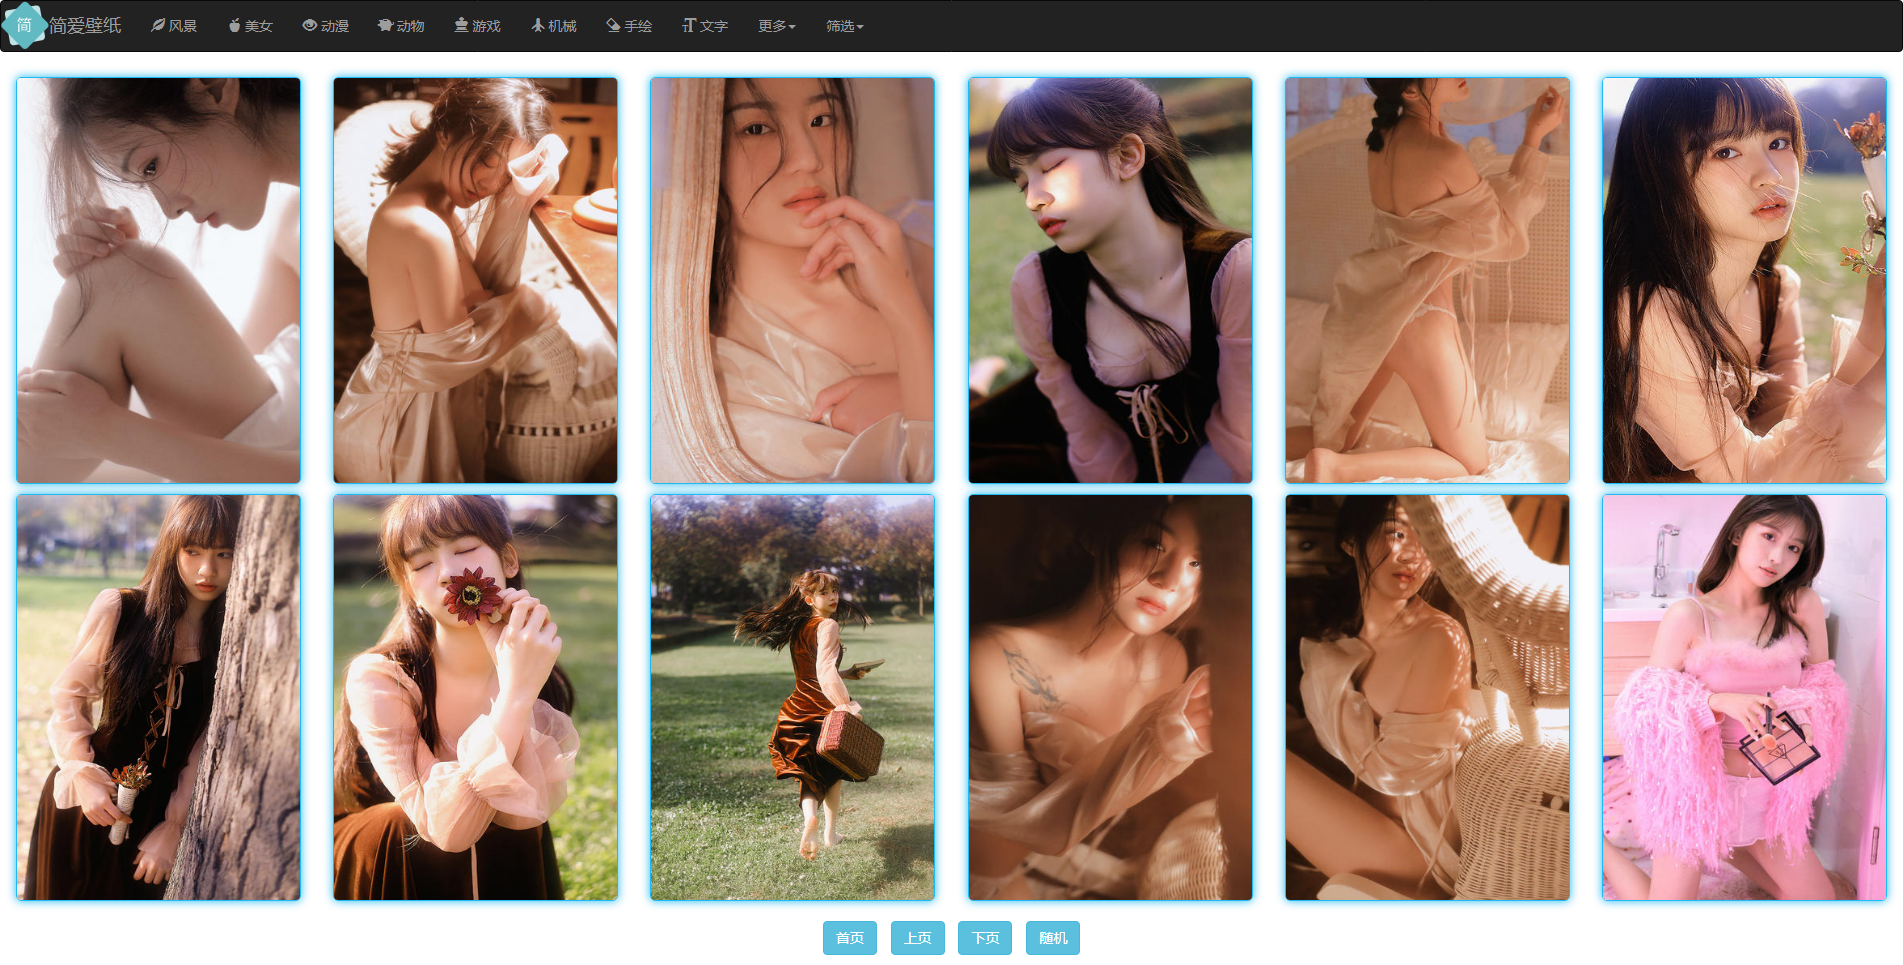 简 简爱壁纸 风景 美女 动漫 动物 游戏 机械 手绘 文字 更多 筛选
首页 上页 下页 随机